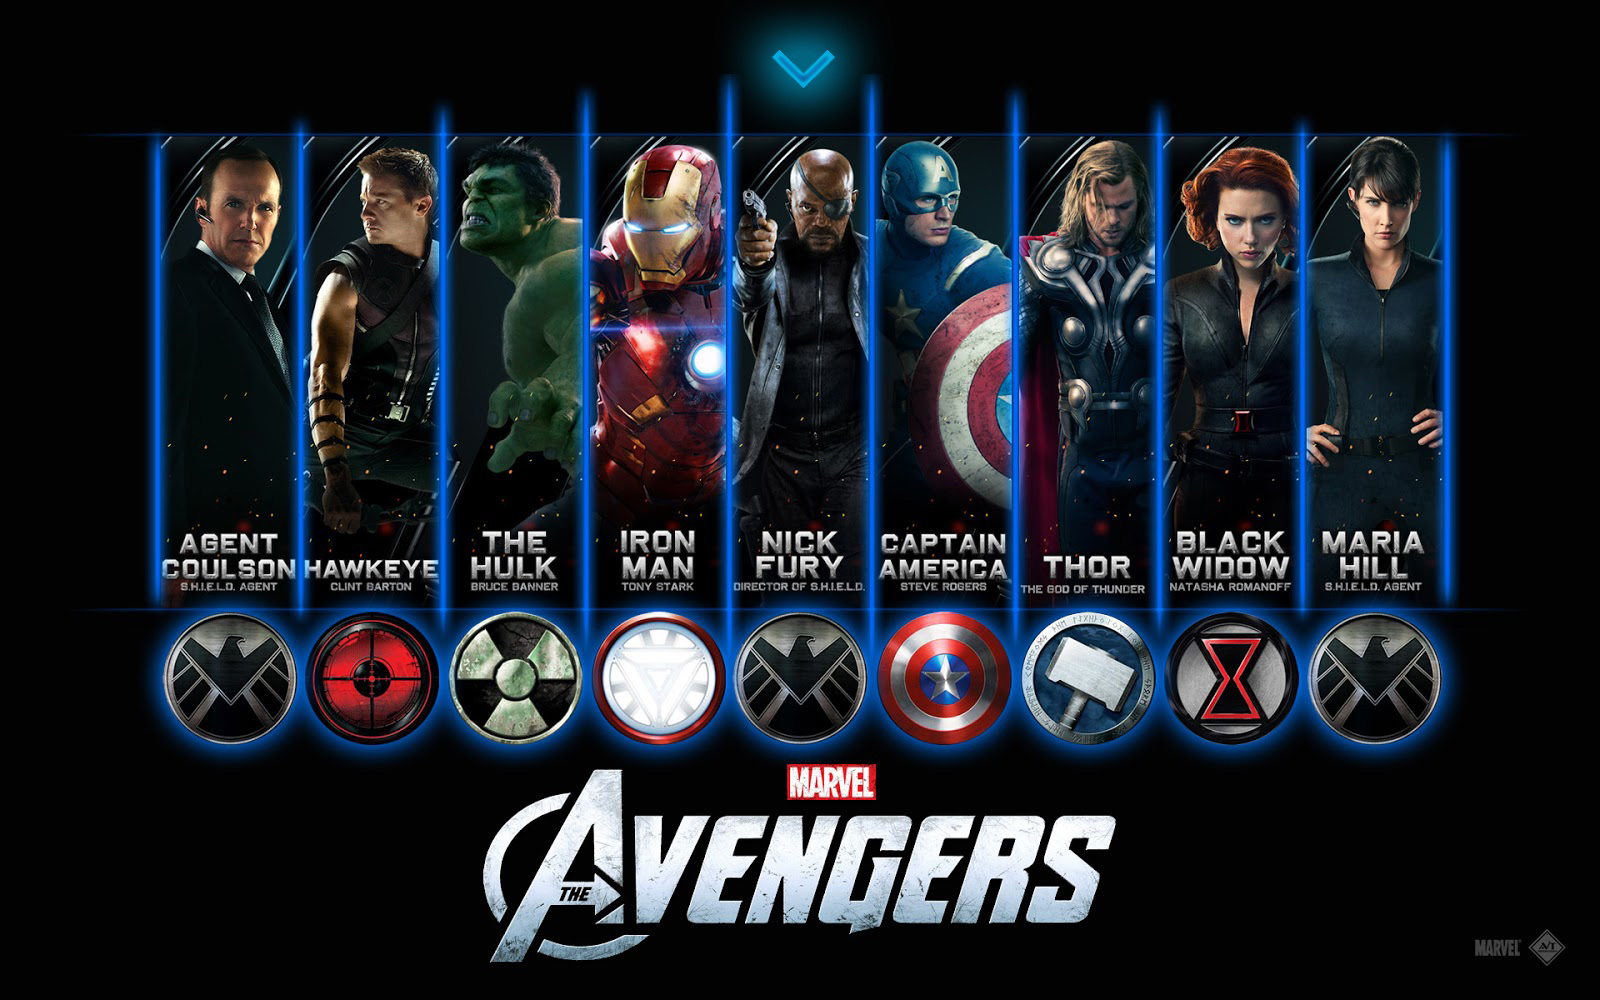 AGENT
COULSON
S.H.I.E.L.D. AGENT
HAWKEYE
CLINT BARTON
THE
HULK
BRUCE BANNER
IRON
MAN
TONY STARK
NICK
FURY
DIRECTOR OF S.H.I.E.L.D.
CAPTAIN
AMERICA
STEVE ROGERS
THOR
THE GOD OF THUNDER
BLACK
WIDOW
NATASHA ROMANOFF
MARIA
HILL
S.H.I.E.L.D. AGENT
MARVEL
THE AVENGERS
MARVEL